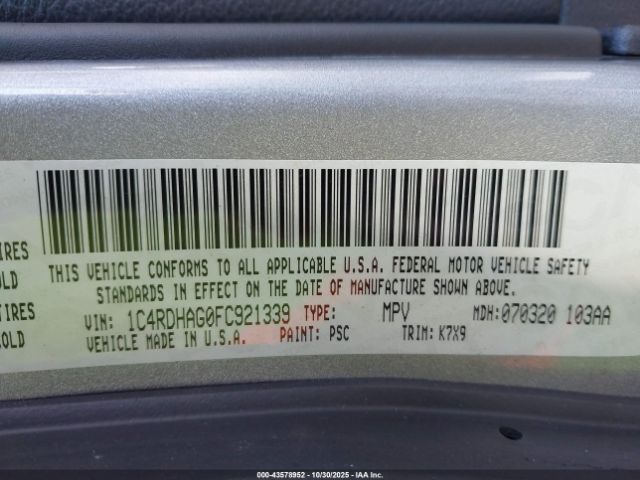 IRES
OLD
IRES
COLD
THIS VEHICLE CONFORMS TO ALL APPLICABLE U.S.A. FEDERAL MOTOR VEHICLE SAFETY
STANDARDS IN EFFECT ON THE DATE OF MANUFACTURE SHOWN ABOVE.
VIN: 1C4RDHAG0FC921339 TYPE: MPV MDH: 070320 103AA
VEHICLE MADE IN U.S.A. PAINT: PSC TRIM: K7X9
000-43578952 | 10/30/2025 | IAA Inc.